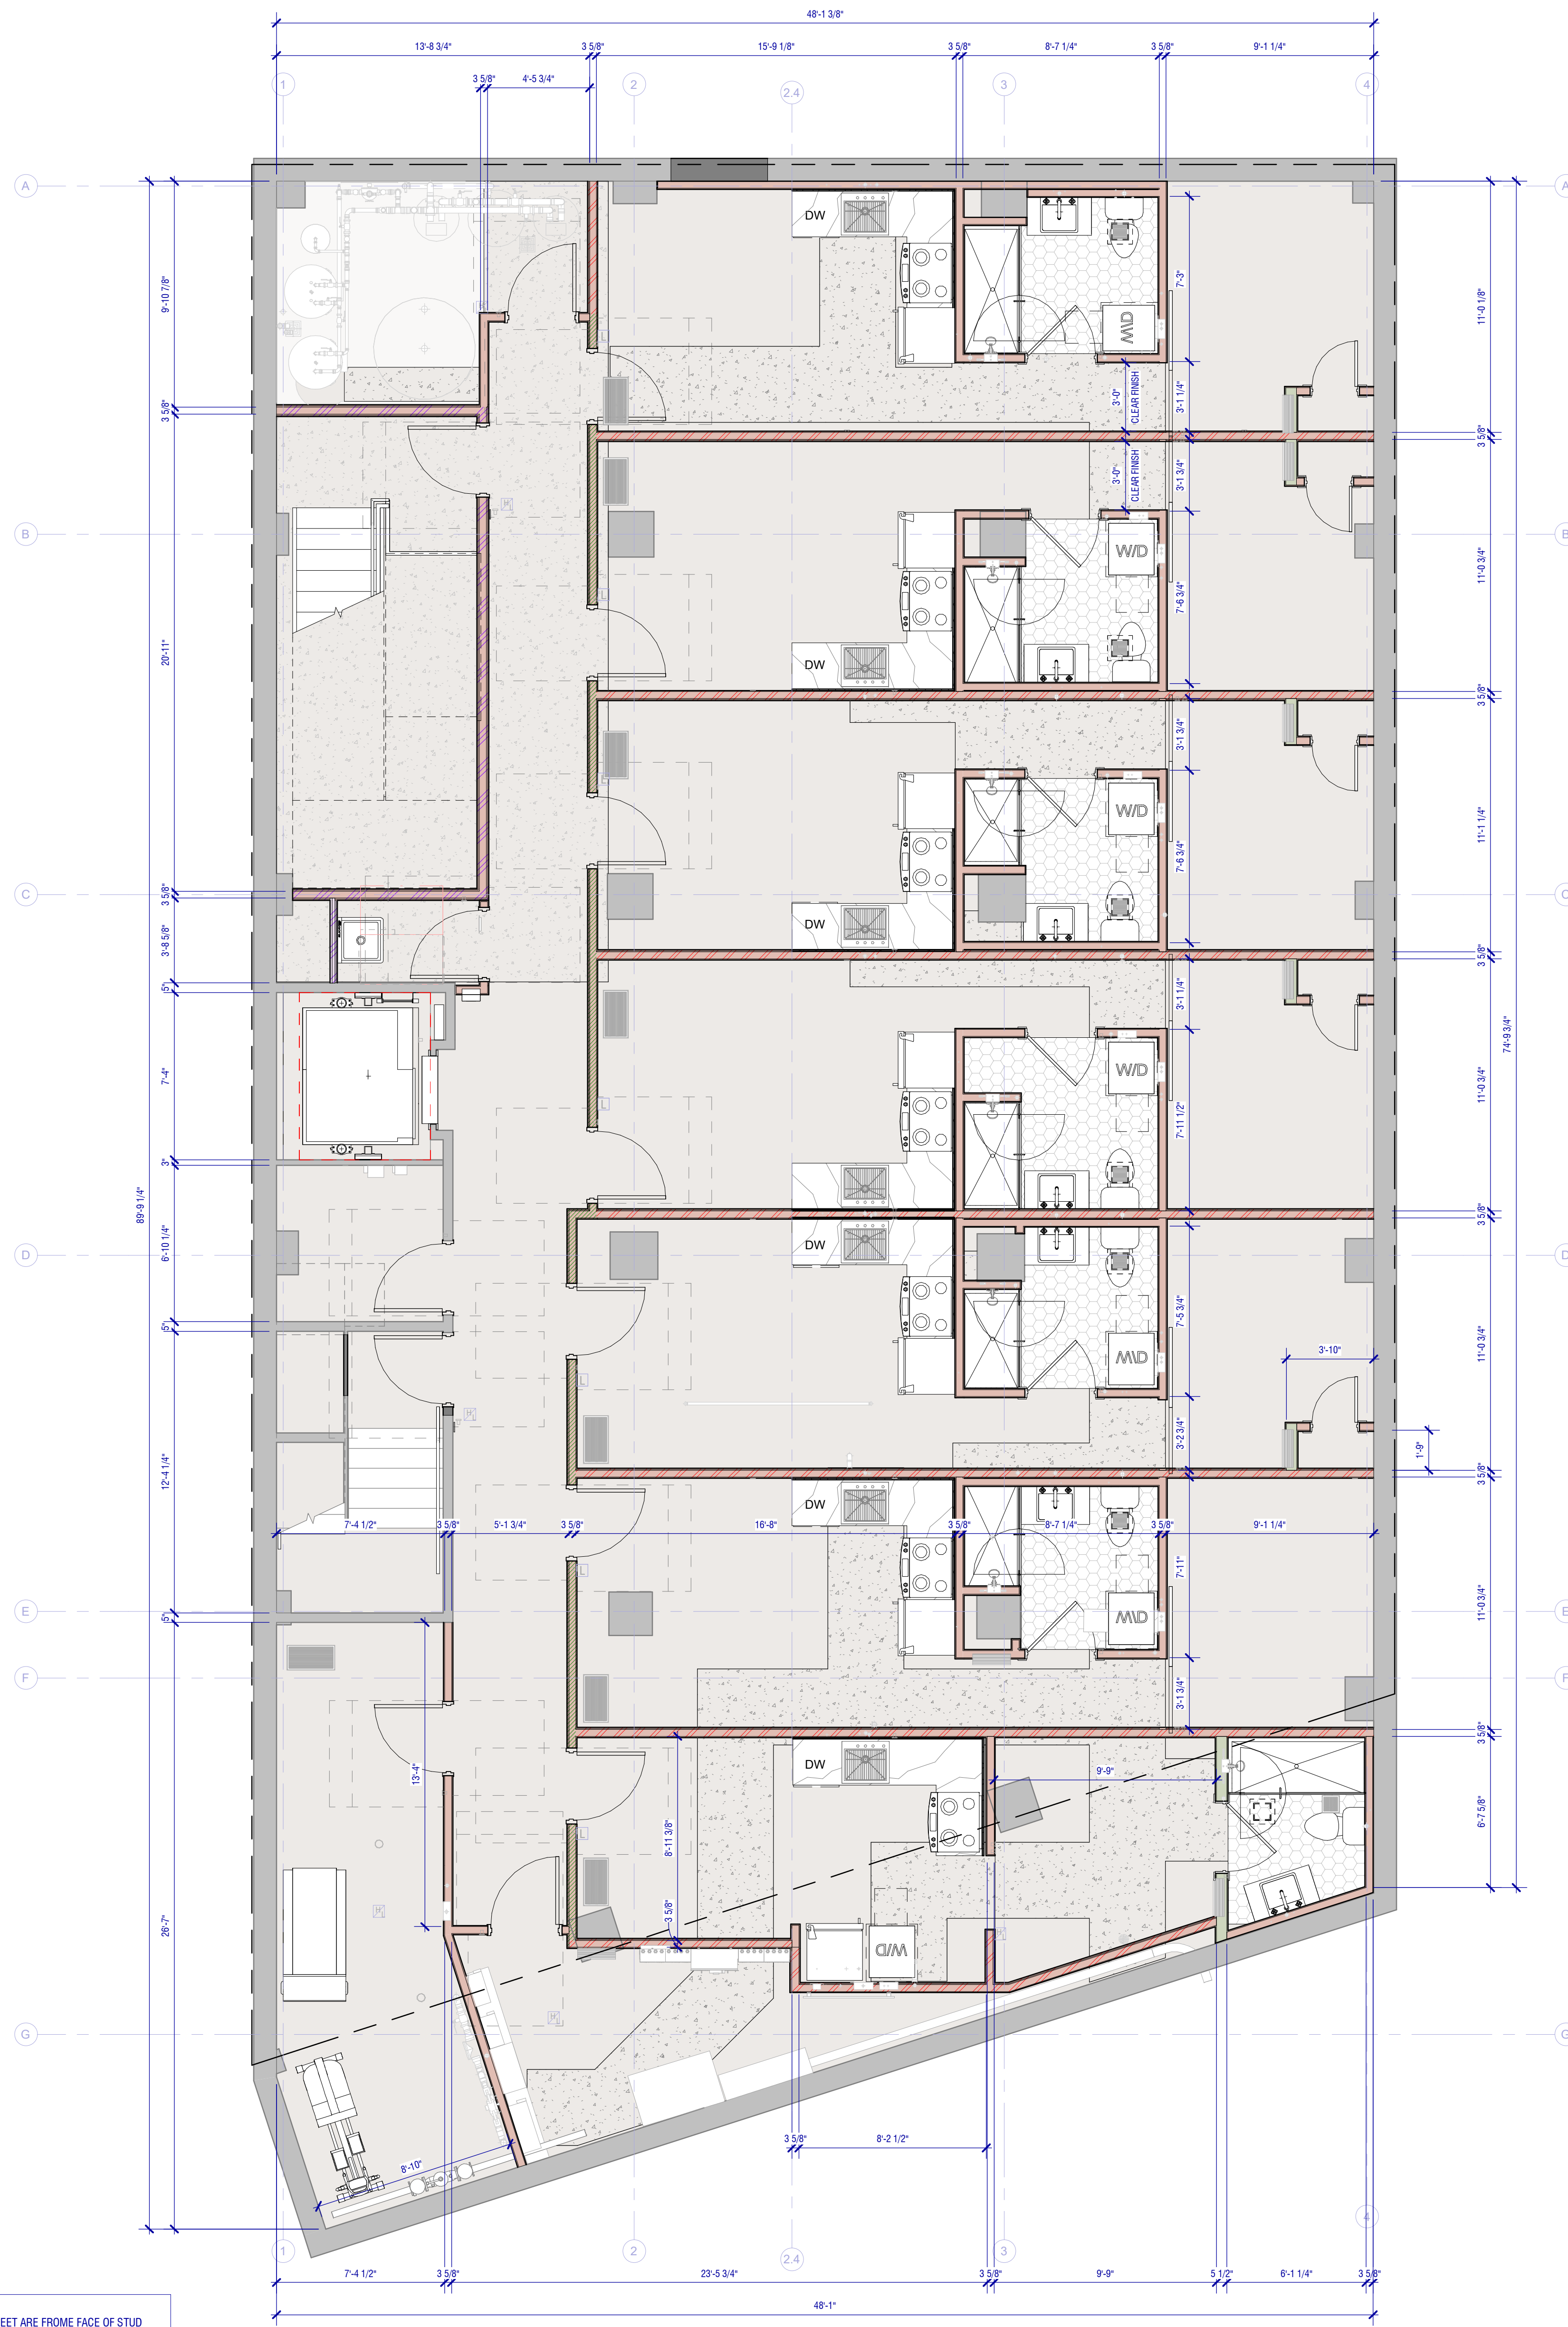 48'-1 3/8"
13'-8 3/4" 3 5/8" 15'-9 1/8" 3 5/8" 8'-7 1/4" 3 5/8" 9'-1 1/4"
3 5/8" 4'-5 3/4"
1 2 2.4 3 4
A A
DW
9'-10 7/8"
7'-3"
11'-0 1/8"
W/D
3 5/8"
3'-0" CLEAR FINISH 3'-1 1/4"
L
3 5/8"
3'-0" CLEAR FINISH 3'-1 3/4"
B B
W/D
11'-0 3/4"
7'-6 3/4"
L
20'-11"
DW
3 5/8"
3'-1 3/4"
L
W/D
11'-1 1/4"
7'-6 3/4"
C C
3 5/8"
DW
3'-8 5/8"
3 5/8"
5"
3'-1 1/4"
74'-9 3/4"
7'-4"
W/D
11'-0 3/4"
7'-11 1/2"
L
3"
DW
89'-9 1/4"
3 5/8"
6'-10 1/4"
DW
D D
7'-5 3/4"
5"
11'-0 3/4"
W/D
3'-10"
L
3'-2 3/4"
1'-9"
12'-4 1/4"
3 5/8"
DW
7'-4 1/2" 3 5/8" 5'-1 3/4" 3 5/8" 16'-8" 3 5/8" 8'-7 1/4" 3 5/8" 9'-1 1/4"
7'-11"
L
E E
11'-0 3/4"
5"
W/D
F F
3'-1 3/4"
3 5/8"
DW
13'-4"
9'-9"
L
8'-11 3/8"
6'-7 5/8"
26'-7"
3 5/8"
W/D
G G
3 5/8" 8'-2 1/2"
8'-10"
4
1 2 2.4 3
7'-4 1/2" 3 5/8" 23'-5 3/4" 3 5/8" 9'-9" 5 1/2" 6'-1 1/4" 3 5/8"
48'-1"
EET ARE FROME FACE OF STUD